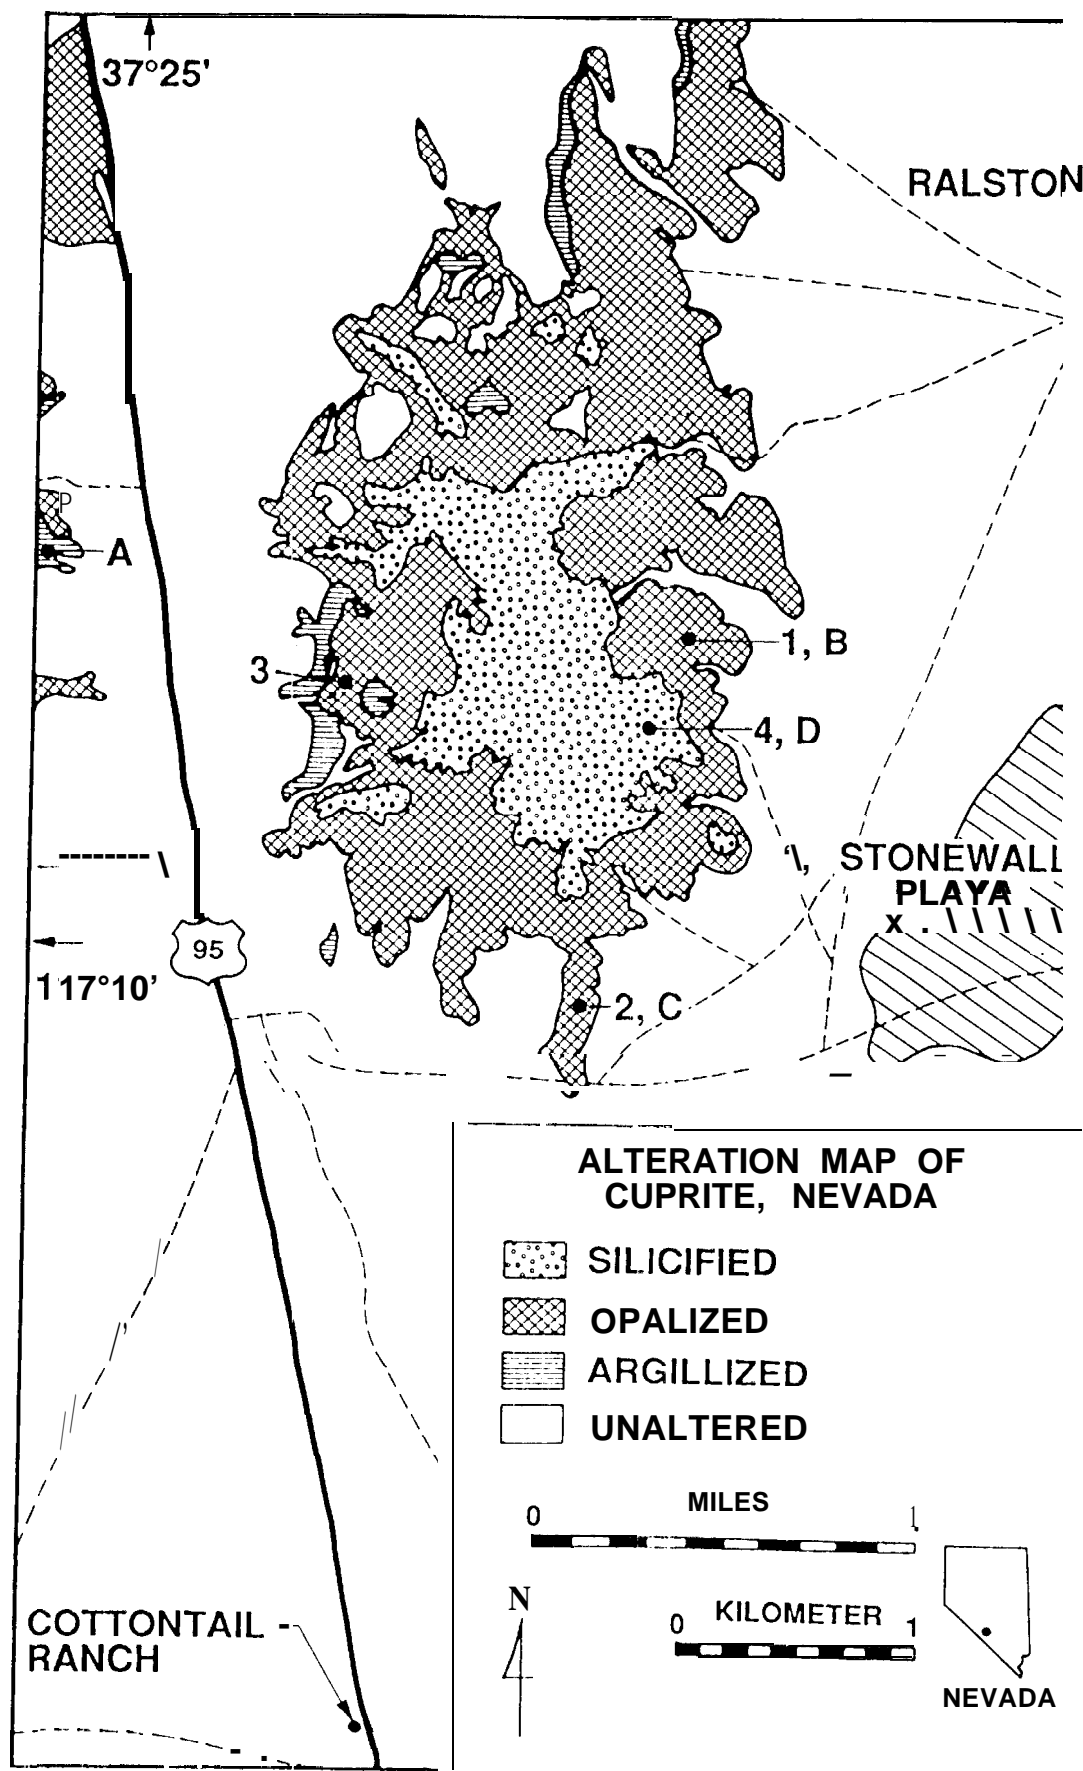 37°25'
RALSTON
P
A
1, B
3
4, D
STONEWALL
PLAYA
95
117°10'
2, C
ALTERATION MAP OF
CUPRITE, NEVADA
SILICIFIED
OPALIZED
ARGILLIZED
UNALTERED
MILES
0 1
N
KILOMETER
0 1
COTTONTAIL
RANCH
NEVADA